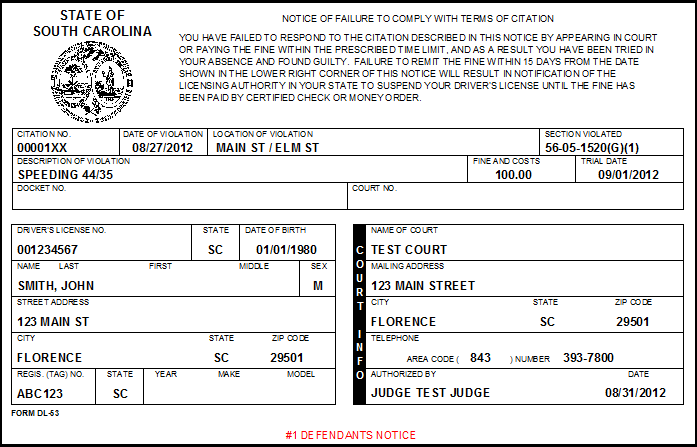 STATE OF
SOUTH CAROLINA
NOTICE OF FAILURE TO COMPLY WITH TERMS OF CITATION
YOU HAVE FAILED TO RESPOND TO THE CITATION DESCRIBED IN THIS NOTICE BY APPEARING IN COURT
OR PAYING THE FINE WITHIN THE PRESCRIBED TIME LIMIT, AND AS A RESULT YOU HAVE BEEN TRIED IN
YOUR ABSENCE AND FOUND GUILTY. FAILURE TO REMIT THE FINE WITHIN 15 DAYS FROM THE DATE
SHOWN IN THE LOWER RIGHT CORNER OF THIS NOTICE WILL RESULT IN NOTIFICATION OF THE
LICENSING AUTHORITY IN YOUR STATE TO SUSPEND YOUR DRIVER'S LICENSE UNTIL THE FINE HAS
BEEN PAID BY CERTIFIED CHECK OR MONEY ORDER.
CITATION NO. DATE OF VIOLATION LOCATION OF VIOLATION SECTION VIOLATED
00001XX 08/27/2012 MAIN ST / ELM ST 56-05-1520(G)(1)
DESCRIPTION OF VIOLATION FINE AND COSTS TRIAL DATE
SPEEDING 44/35 100.00 09/01/2012
DOCKET NO. COURT NO.
DRIVER'S LICENSE NO. STATE DATE OF BIRTH
001234567 SC 01/01/1980
NAME LAST FIRST MIDDLE SEX
SMITH, JOHN M
STREET ADDRESS
123 MAIN ST
CITY STATE ZIP CODE
FLORENCE SC 29501
REGIS. (TAG) NO. STATE YEAR MAKE MODEL
ABC123 SC
FORM DL-53
COURT INFO
NAME OF COURT
TEST COURT
MAILING ADDRESS
123 MAIN STREET
CITY STATE ZIP CODE
FLORENCE SC 29501
TELEPHONE
AREA CODE ( 843 ) NUMBER 393-7800
AUTHORIZED BY DATE
JUDGE TEST JUDGE 08/31/2012
#1 DEFENDANTS NOTICE